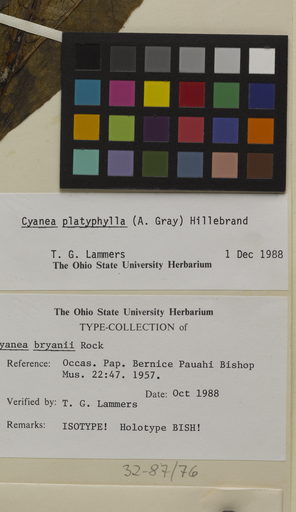 Cyanea platyphylla (A. Gray) Hillebrand
T. G. Lammers 1 Dec 1988
The Ohio State University Herbarium
The Ohio State University Herbarium
TYPE-COLLECTION of
yanea bryanii Rock
Reference: Occas. Pap. Bernice Pauahi Bishop
Mus. 22:47. 1957.
Date: Oct 1988
Verified by: T. G. Lammers
Remarks: ISOTYPE! Holotype BISH!
32-87/76